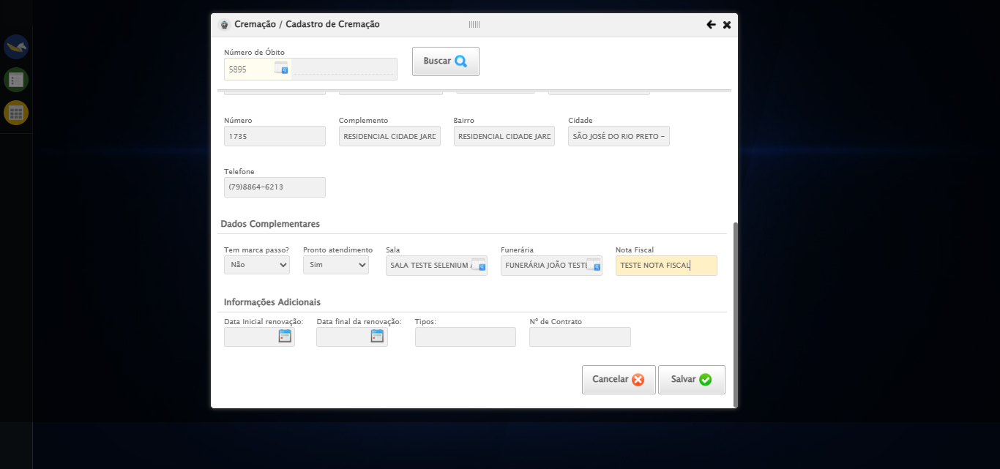 Cremação / Cadastro de Cremação
Número de Óbito
5895
Buscar
Número Complemento Bairro Cidade
1735 RESIDENCIAL CIDADE JARD RESIDENCIAL CIDADE JARD SÃO JOSÉ DO RIO PRETO -
Telefone
(79)8864-6213
Dados Complementares
Tem marca passo? Pronto atendimento Sala Funerária Nota Fiscal
Não Sim SALA TESTE SELENIUM FUNERÁRIA JOÃO TESTE TESTE NOTA FISCAL
Informações Adicionais
Data Inicial renovação: Data final da renovação: Tipos: Nº de Contrato
Cancelar Salvar